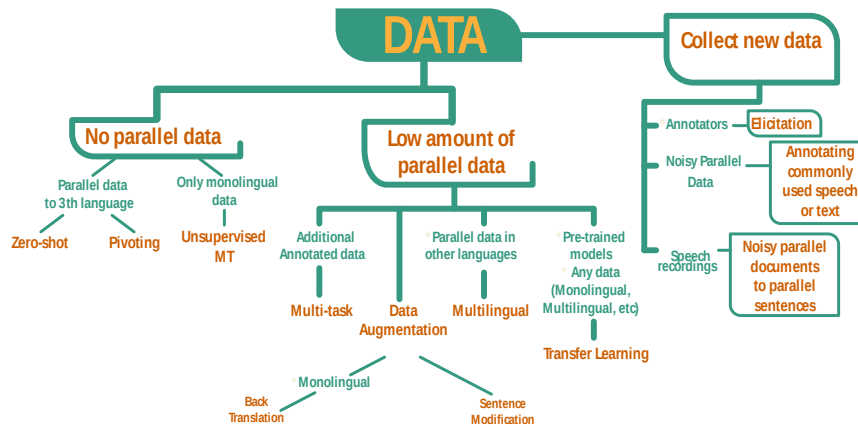 DATA
Collect new data
No parallel data
Low amount of
parallel data
Annotators
Elicitation
Noisy Parallel
Data
Annotating
commonly
used speech
or text
Speech
recordings
Noisy parallel
documents
to parallel
sentences
Parallel data
to 3th language
Only monolingual
data
Zero-shot
Pivoting
Unsupervised
MT
Additional
Annotated data
Parallel data in
other languages
Pre-trained
models
Any data
(Monolingual,
Multilingual, etc)
Multi-task
Data
Augmentation
Multilingual
Transfer Learning
Monolingual
Back
Translation
Sentence
Modification